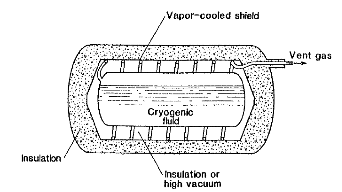 Vapor-cooled shield
Vent gas
Cryogenic
fluid
Insulation
Insulation or
high vacuum